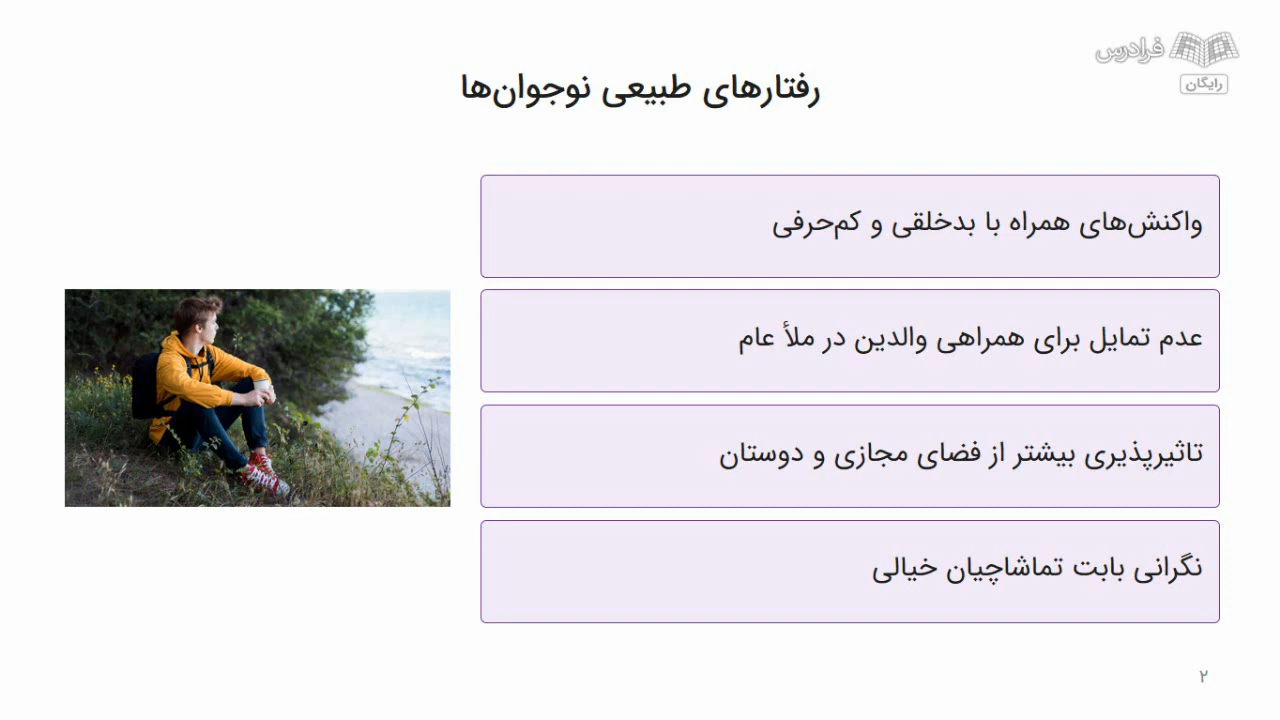 فرادرس
رایگان
رفتارهای طبیعی نوجوان‌ها
واکنش‌های همراه با بدخلقی و کم‌حرفی
عدم تمایل برای همراهی والدین در ملأ عام
تاثیرپذیری بیشتر از فضای مجازی و دوستان
نگرانی بابت تماشاچیان خیالی
۲